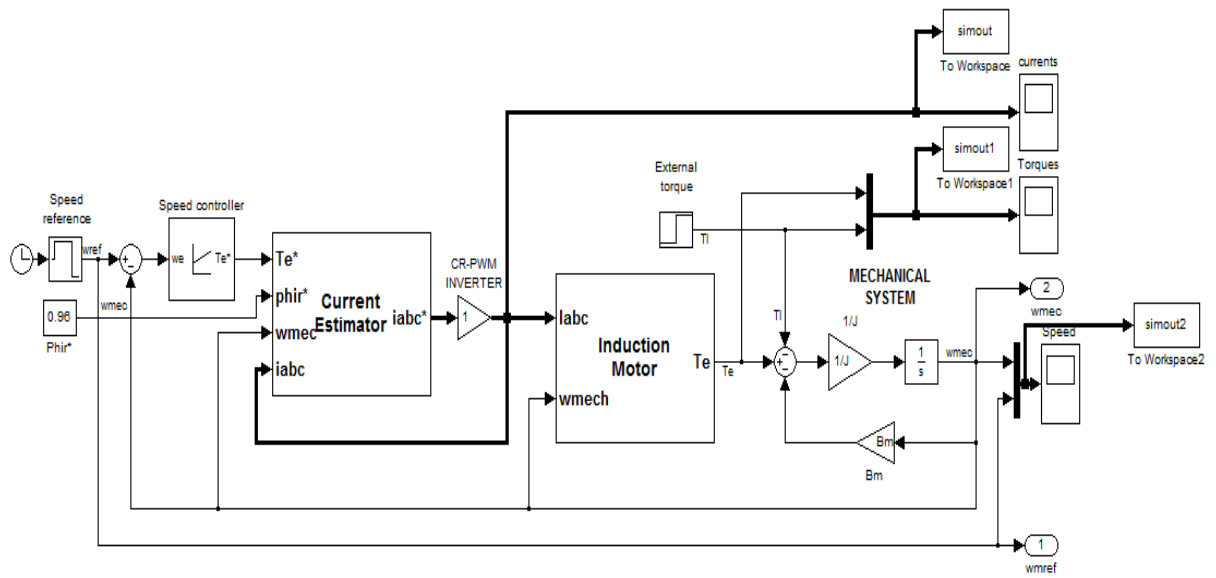 simout
To Workspace
currents
simout1
To Workspace1
Torques
External
torque
Tl
Speed
reference
wref
Speed controller
we
Te*
wmec
0.96
Phir*
Te*
phir*
wmec
iabc
Current
Estimator
iabc*
CR-PWM
INVERTER
1
Iabc
wmech
Induction
Motor
Te
Te
Tl
MECHANICAL
SYSTEM
1/J
1/J
1
s
wmec
Bm
Bm
2
wmec
Speed
simout2
To Workspace2
1
wmref